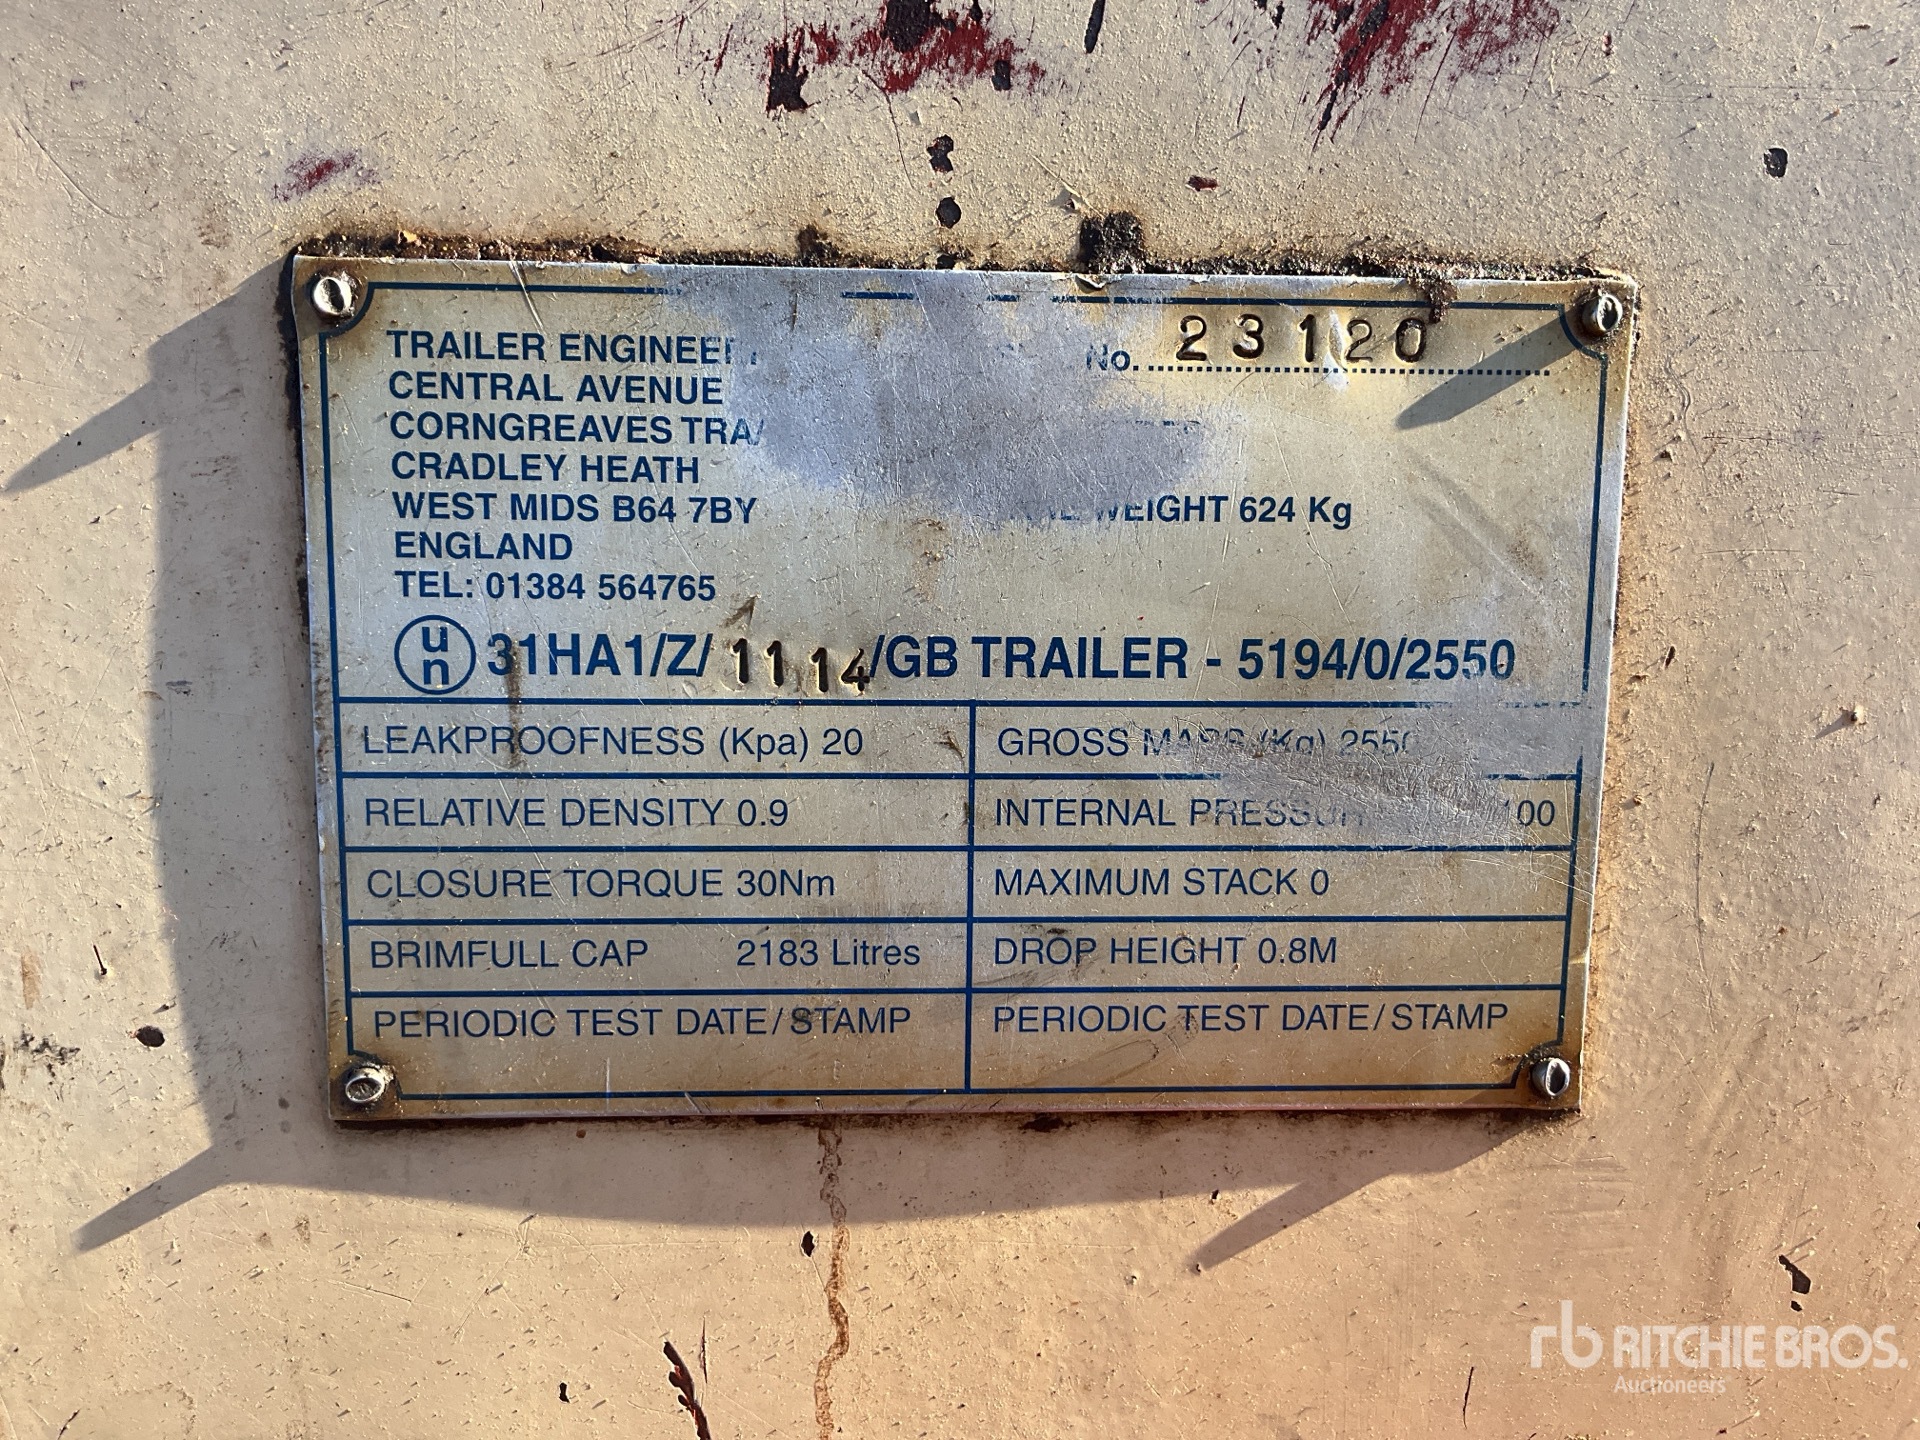 TRAILER No. 23120
CENTRAL AVENUE
CORNGREAVES
CRADLEY HEATH
WEST MIDS B64 7BY WEIGHT 624 Kg
ENGLAND
TEL: 01384 564765
un 31HA1/Z/ 11 14/GB TRAILER - 5194/0/2550
LEAKPROOFNESS (Kpa) 20 GROSS
RELATIVE DENSITY 0.9 INTERNAL 100
CLOSURE TORQUE 30Nm MAXIMUM STACK 0
BRIMFULL CAP 2183 Litres DROP HEIGHT 0.8M
PERIODIC TEST DATE/STAMP PERIODIC TEST DATE/STAMP
rb RITCHIE BROS.
Auctioneers